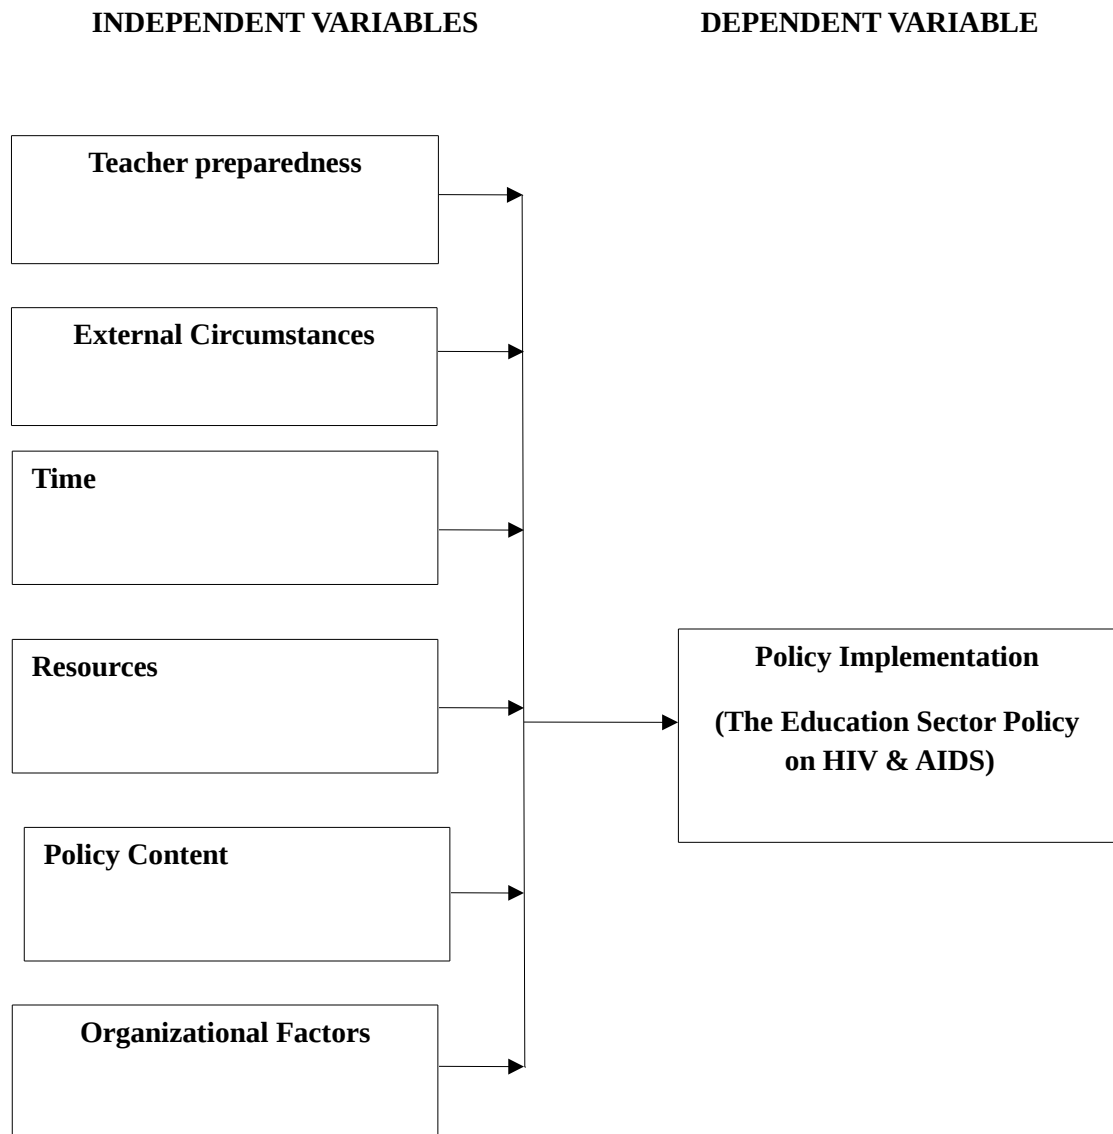 INDEPENDENT VARIABLES
DEPENDENT VARIABLE
Teacher preparedness
External Circumstances
Time
Resources
Policy Implementation
(The Education Sector Policy
on HIV & AIDS)
Policy Content
Organizational Factors